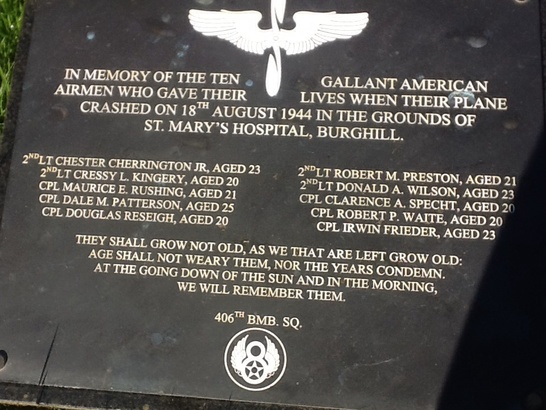 IN MEMORY OF THE TEN GALLANT AMERICAN
AIRMEN WHO GAVE THEIR LIVES WHEN THEIR PLANE
CRASHED ON 18TH AUGUST 1944 IN THE GROUNDS OF
ST. MARY'S HOSPITAL, BURGHILL.
2NDLT CHESTER CHERRINGTON JR, AGED 23
2NDLT CRESSY L. KINGERY, AGED 20
CPL MAURICE E. RUSHING, AGED 21
CPL DALE M. PATTERSON, AGED 25
CPL DOUGLAS RESEIGH, AGED 20
2NDLT ROBERT M. PRESTON, AGED 21
2NDLT DONALD A. WILSON, AGED 23
CPL CLARENCE A. SPECHT, AGED 20
CPL ROBERT P. WAITE, AGED 20
CPL IRWIN FRIEDER, AGED 23
THEY SHALL GROW NOT OLD, AS WE THAT ARE LEFT GROW OLD:
AGE SHALL NOT WEARY THEM, NOR THE YEARS CONDEMN.
AT THE GOING DOWN OF THE SUN AND IN THE MORNING,
WE WILL REMEMBER THEM.
406TH BMB. SQ.
8